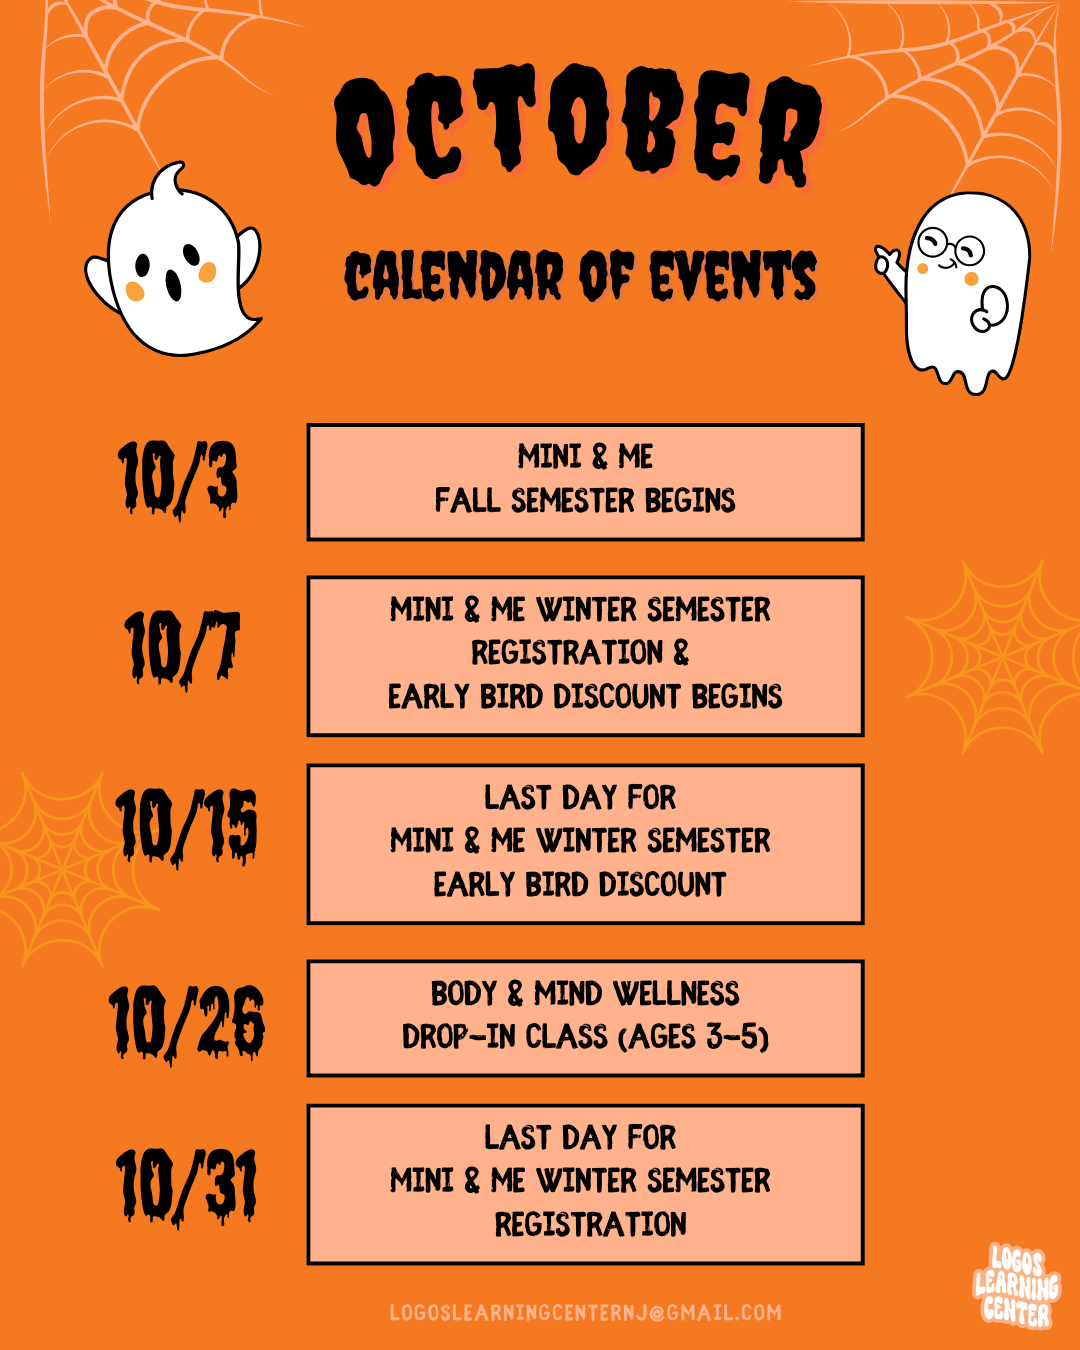 OCTOBER
CALENDAR OF EVENTS
10/3
MINI & ME
FALL SEMESTER BEGINS
10/7
MINI & ME WINTER SEMESTER
REGISTRATION &
EARLY BIRD DISCOUNT BEGINS
10/15
LAST DAY FOR
MINI & ME WINTER SEMESTER
EARLY BIRD DISCOUNT
10/26
BODY & MIND WELLNESS
DROP-IN CLASS (AGES 3-5)
10/31
LAST DAY FOR
MINI & ME WINTER SEMESTER
REGISTRATION
LOGOSLEARNINGCENTERNJ@GMAIL.COM
LOGOS
LEARNING
CENTER